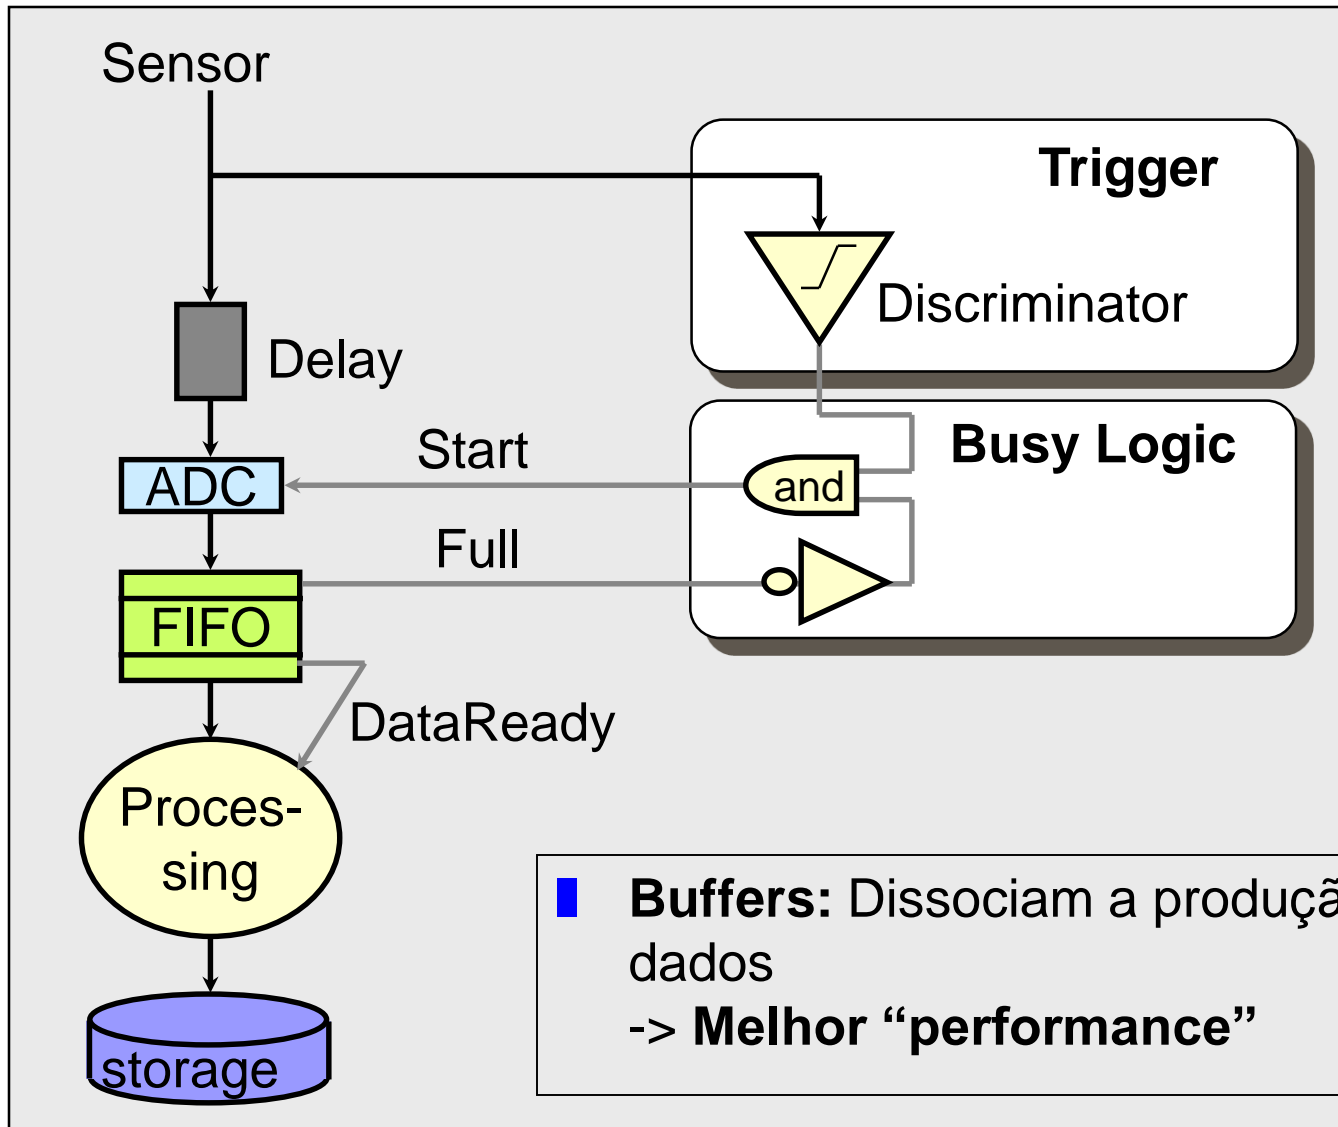 Sensor
Trigger
Discriminator
Delay
Busy Logic
Start
and
ADC
Full
FIFO
DataReady
Proces-
sing
Buffers: Dissociam a produçã
dados
-> Melhor “performance”
storage